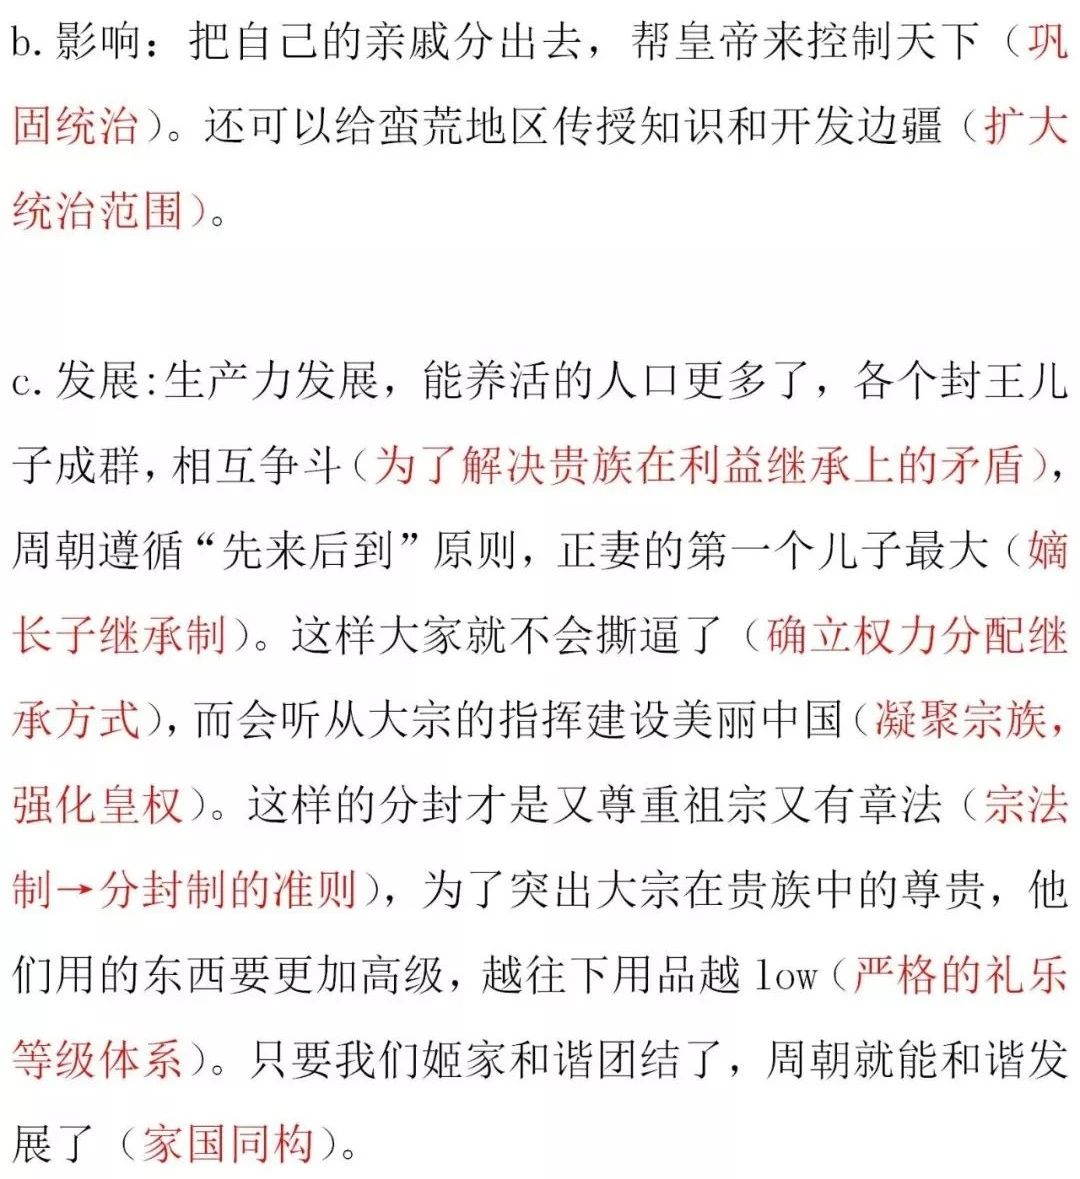 b. 影响：把自己的亲戚分出去，帮皇帝来控制天下（巩
固统治）。还可以给蛮荒地区传授知识和开发边疆（扩大
统治范围）。
c. 发展：生产力发展，能养活的人口更多了，各个封王儿
子成群，相互争斗（为了解决贵族在利益继承上的矛盾），
周朝遵循“先来后到”原则，正妻的第一个儿子最大（嫡
长子继承制）。这样大家就不会撕逼了（确立权力分配继
承方式），而会听从大宗的指挥建设美丽中国（凝聚宗族，
强化皇权）。这样的分封才是又尊重祖宗又有章法（宗法
制→分封制的准则），为了突出大宗在贵族中的尊贵，他
们用的东西要更加高级，越往下用品越 low（严格的礼乐
等级体系）。只要我们姬家和谐团结了，周朝就能和谐发
展了（家国同构）。